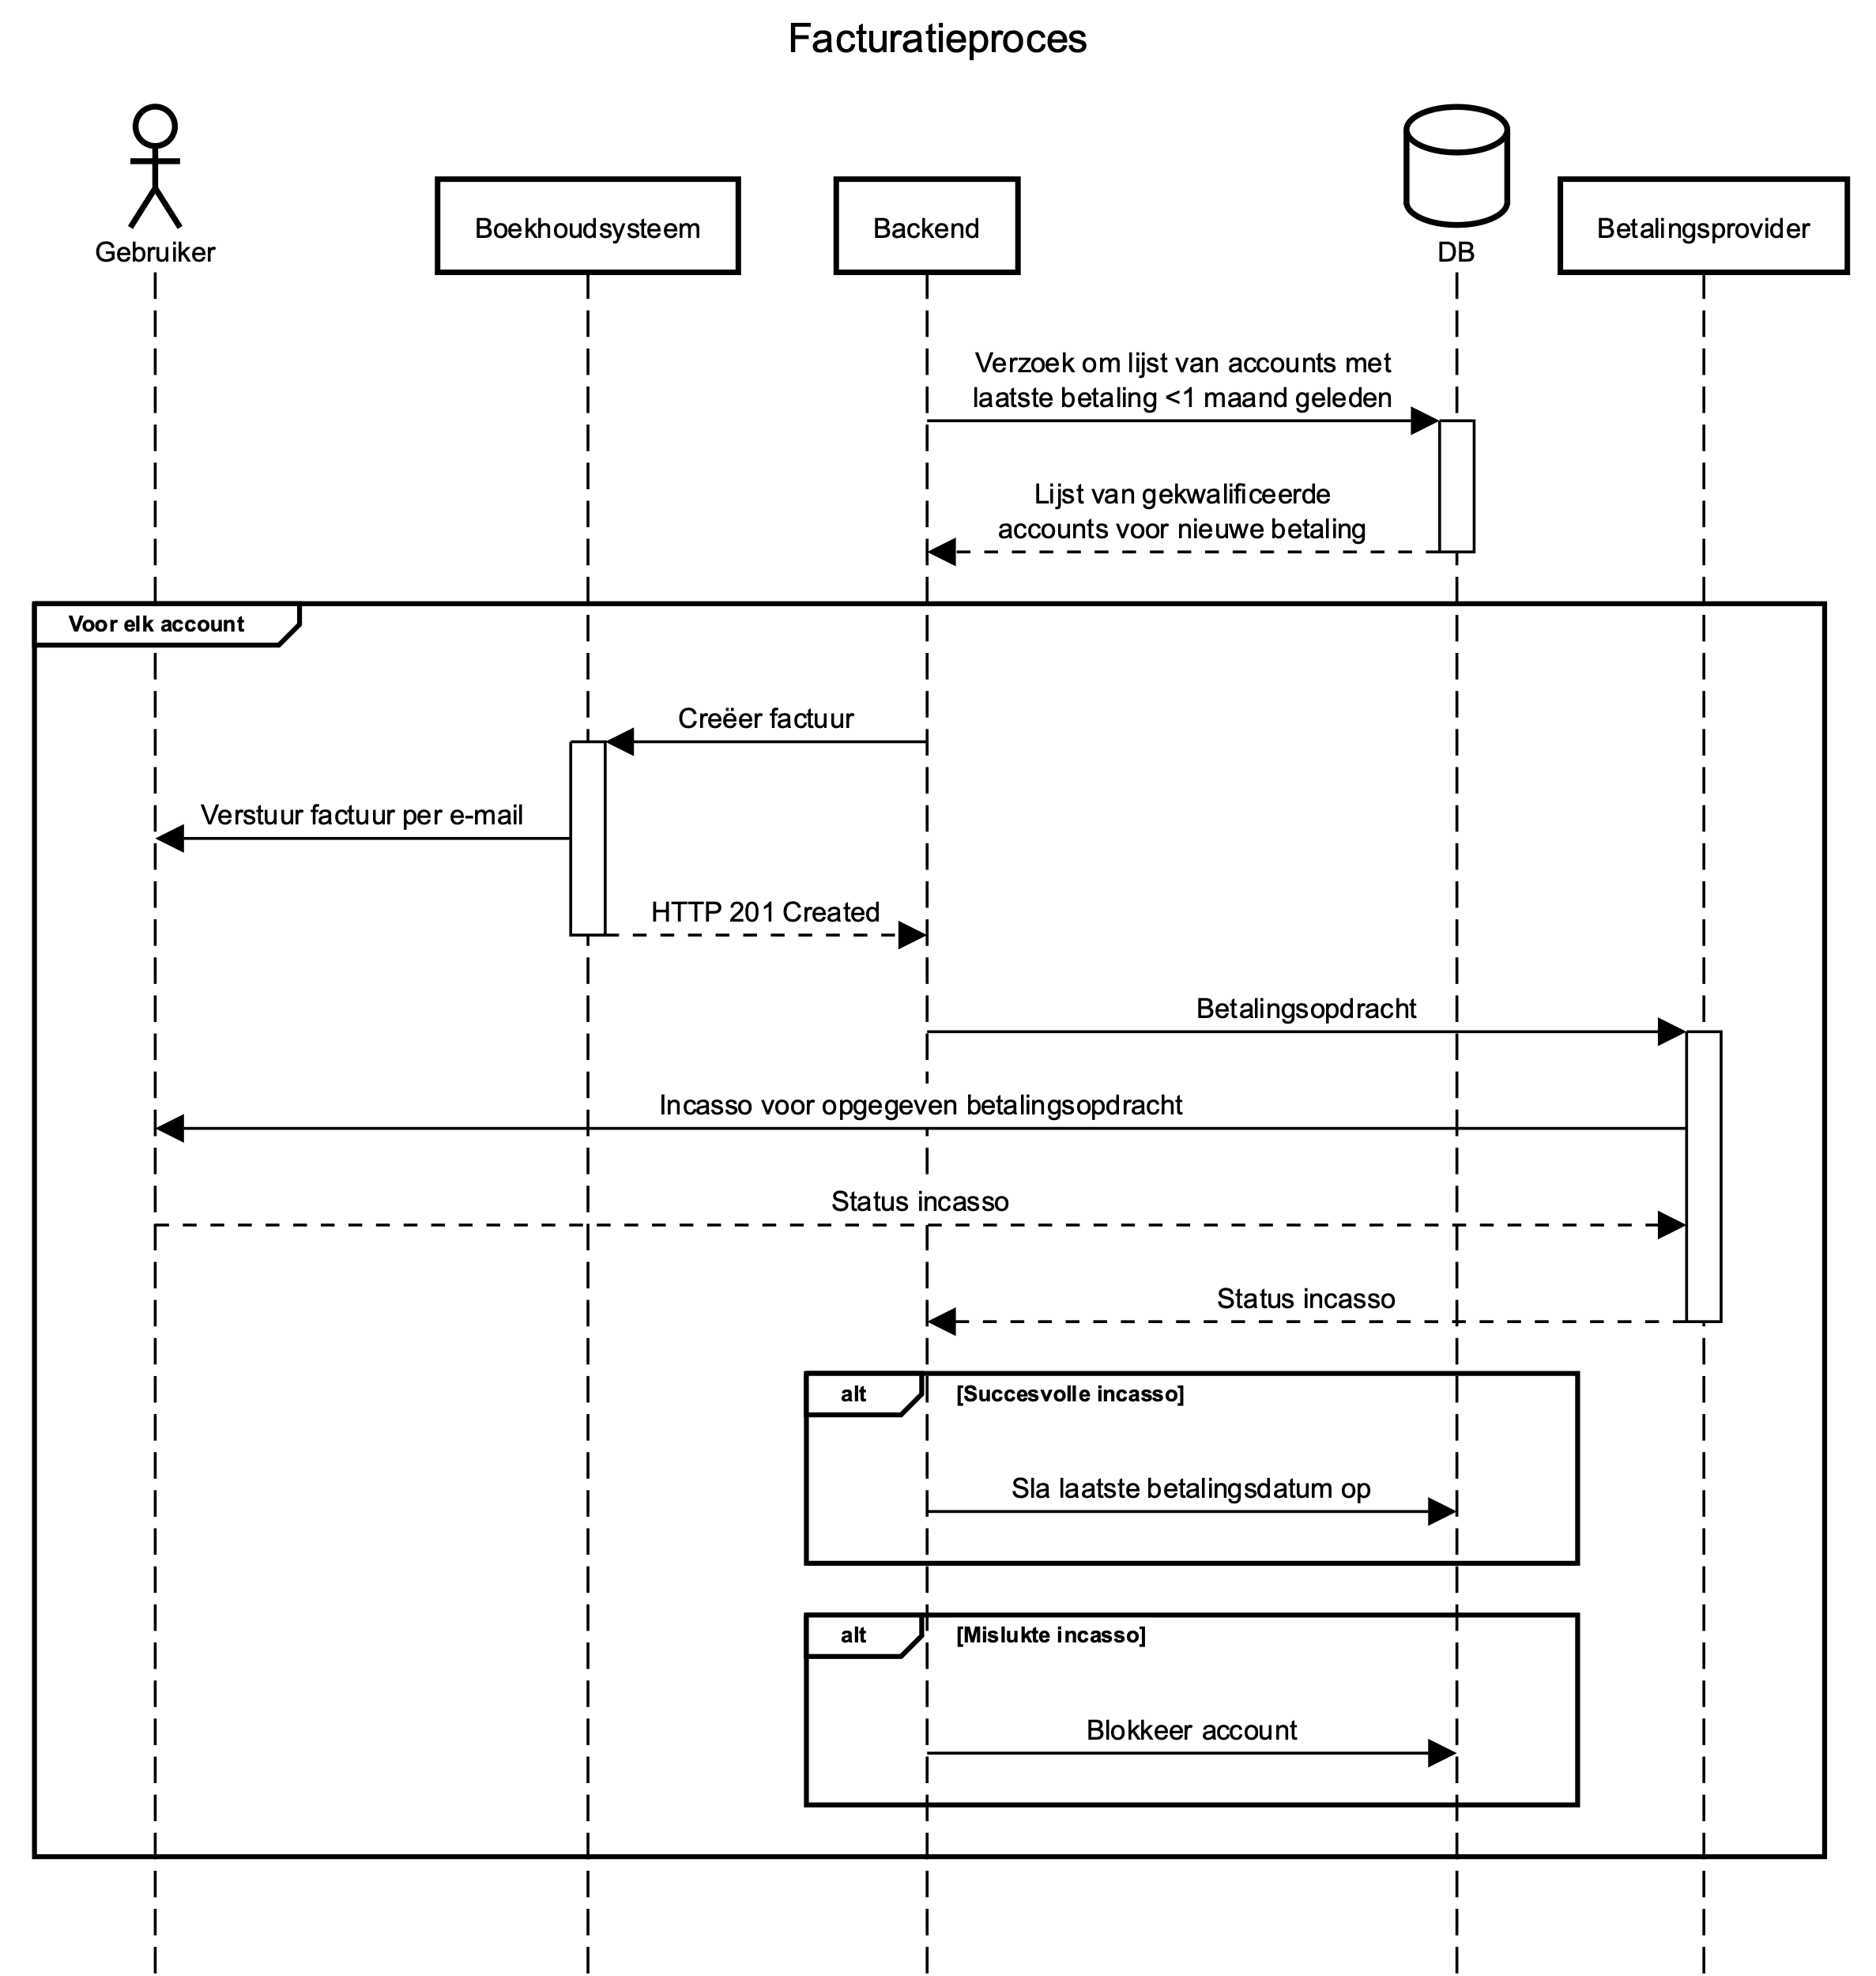 Facturatieproces
Gebruiker
Boekhoudsysteem
Backend
DB
Betalingsprovider
Verzoek om lijst van accounts met
laatste betaling <1 maand geleden
Lijst van gekwalificeerde
accounts voor nieuwe betaling
Voor elk account
Creëer factuur
Verstuur factuur per e-mail
HTTP 201 Created
Betalingsopdracht
Incasso voor opgegeven betalingsopdracht
Status incasso
Status incasso
alt [Succesvolle incasso]
Sla laatste betalingsdatum op
alt [Mislukte incasso]
Blokkeer account